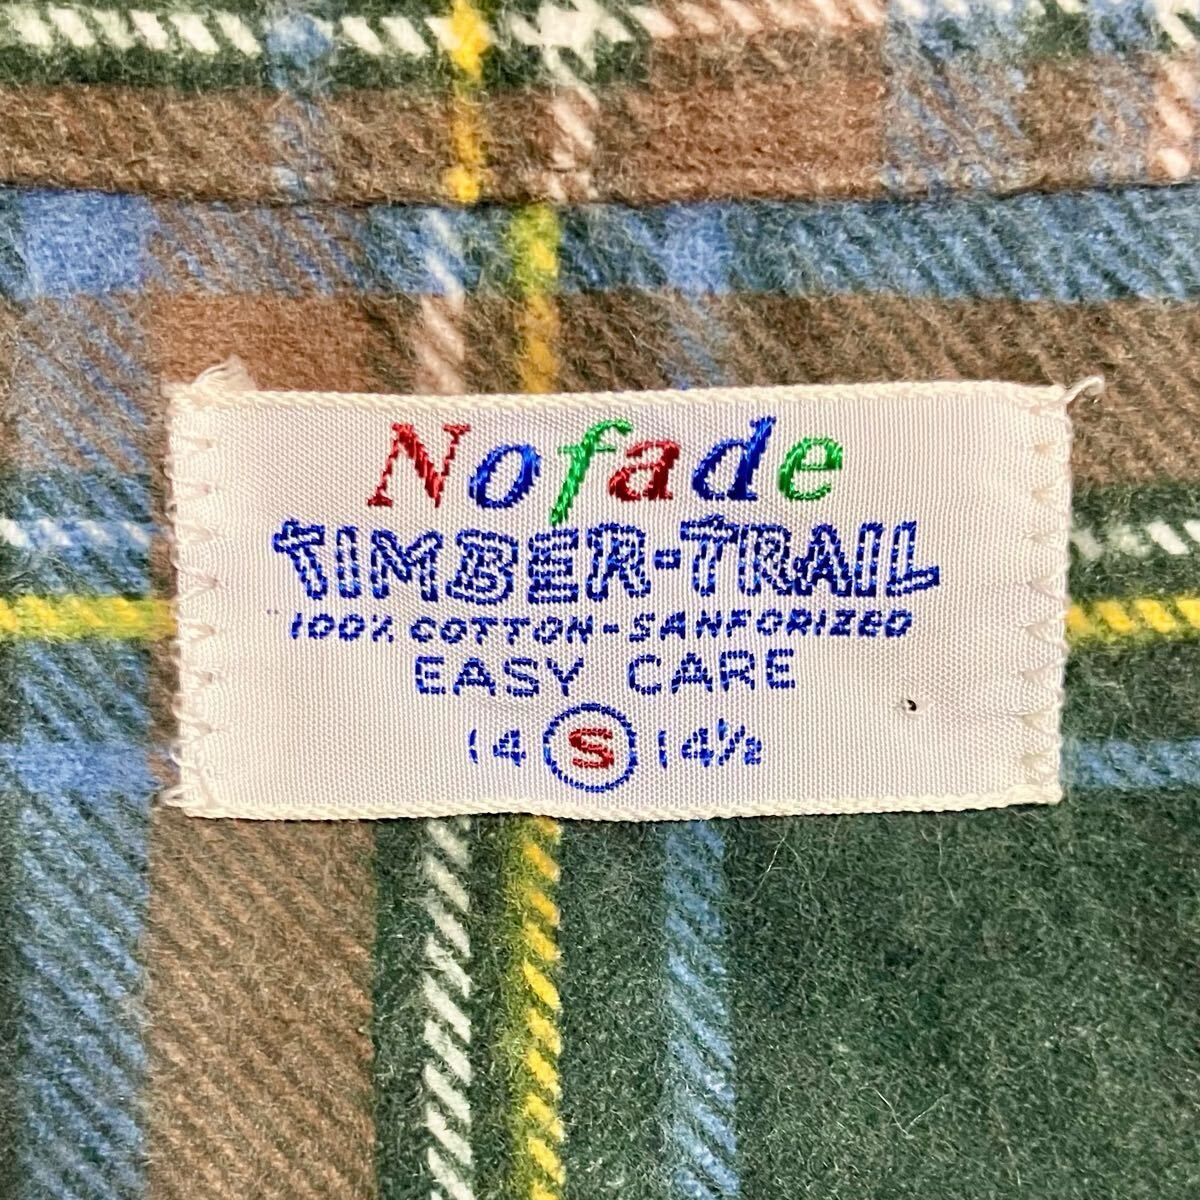 Nofade
TIMBER-TRAIL
"100% COTTON-SANFORIZED
EASY CARE
14 S 14½